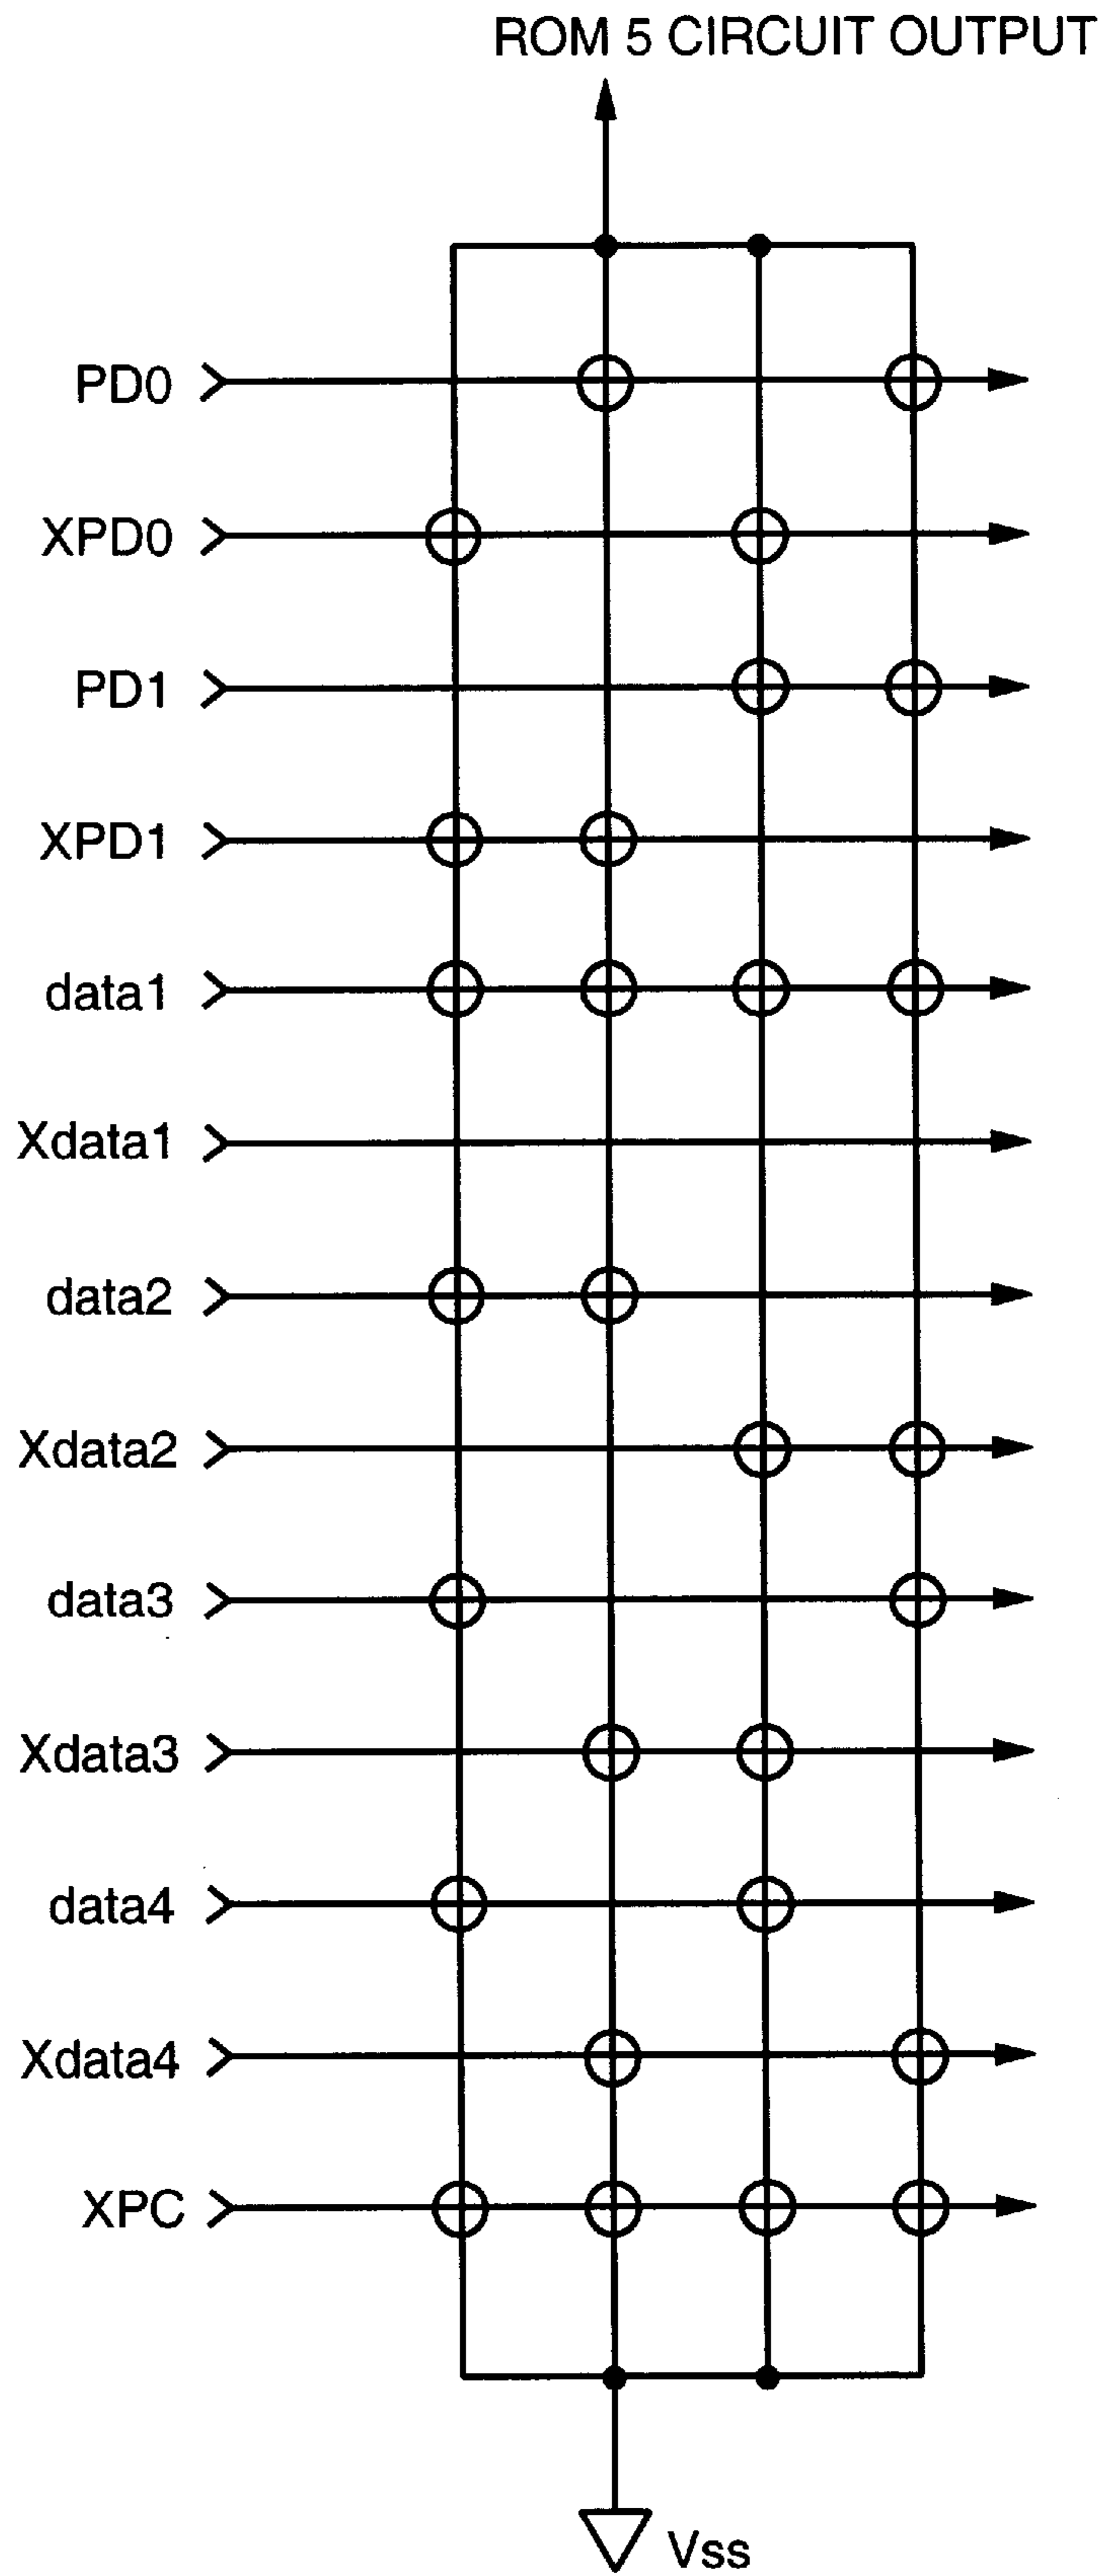 ROM 5 CIRCUIT OUTPUT
PD0
XPD0
PD1
XPD1
data1
Xdata1
data2
Xdata2
data3
Xdata3
data4
Xdata4
XPC
Vss